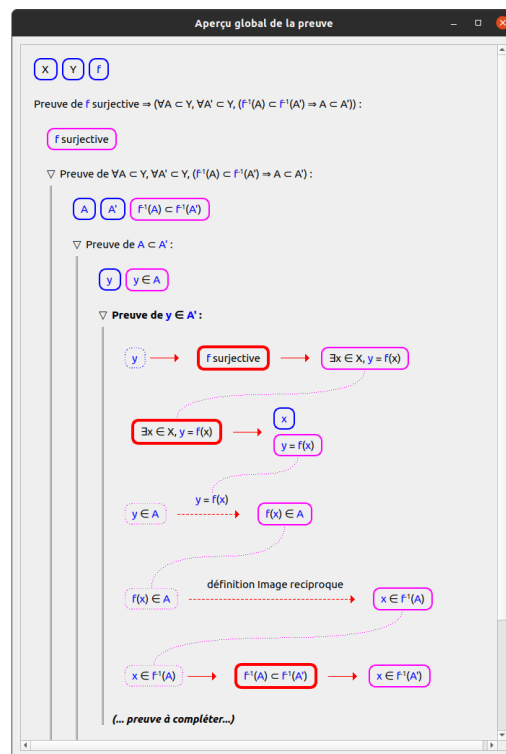 Aperçu global de la preuve
X Y f
Preuve de f surjective ⇒ (∀A ⊂ Y, ∀A' ⊂ Y, (f⁻¹(A) ⊂ f⁻¹(A') ⇒ A ⊂ A')) :
f surjective
▽ Preuve de ∀A ⊂ Y, ∀A' ⊂ Y, (f⁻¹(A) ⊂ f⁻¹(A') ⇒ A ⊂ A') :
A A' f⁻¹(A) ⊂ f⁻¹(A')
▽ Preuve de A ⊂ A' :
y y ∈ A
▽ Preuve de y ∈ A' :
y f surjective ∃x ∈ X, y = f(x)
∃x ∈ X, y = f(x) x
y = f(x)
y = f(x)
y ∈ A f(x) ∈ A
définition Image reciproque
f(x) ∈ A x ∈ f⁻¹(A)
x ∈ f⁻¹(A) f⁻¹(A) ⊂ f⁻¹(A') x ∈ f⁻¹(A')
(... preuve à compléter...)